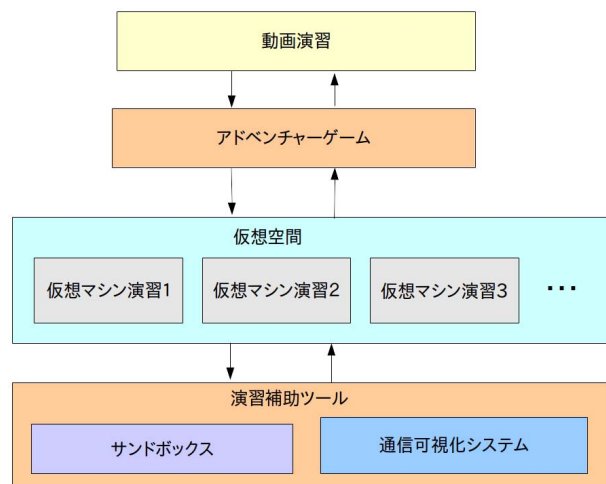 動画演習
アドベンチャーゲーム
仮想空間
仮想マシン演習1
仮想マシン演習2
仮想マシン演習3
･･･
演習補助ツール
サンドボックス
通信可視化システム